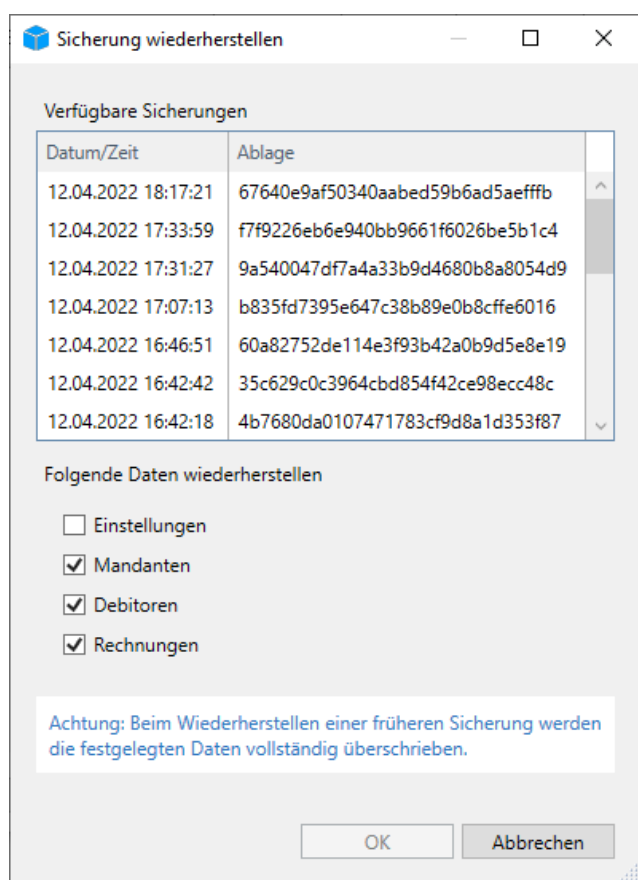 Sicherung wiederherstellen
Verfügbare Sicherungen
Datum/Zeit Ablage
12.04.2022 18:17:21 67640e9af50340aabed59b6ad5aefffb
12.04.2022 17:33:59 f7f9226eb6e940bb9661f6026be5b1c4
12.04.2022 17:31:27 9a540047df7a4a33b9d4680b8a8054d9
12.04.2022 17:07:13 b835fd7395e647c38b89e0b8cffe6016
12.04.2022 16:46:51 60a82752de114e3f93b42a0b9d5e8e19
12.04.2022 16:42:42 35c629c0c3964cbd854f42ce98ecc48c
12.04.2022 16:42:18 4b7680da0107471783cf9d8a1d353f87
Folgende Daten wiederherstellen
Einstellungen
Mandanten
Debitoren
Rechnungen
Achtung: Beim Wiederherstellen einer früheren Sicherung werden
die festgelegten Daten vollständig überschrieben.
OK Abbrechen